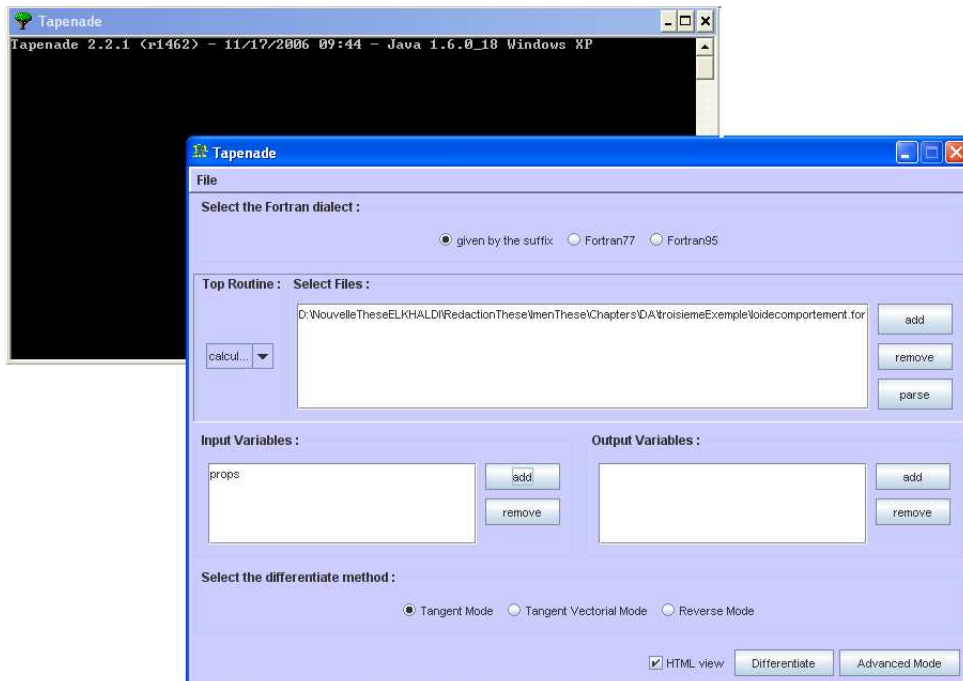 Tapenade
Tapenade 2.2.1 (r1462) - 11/17/2006 09:44 - Java 1.6.0_18 Windows XP
Tapenade
File
Select the Fortran dialect :
given by the suffix Fortran77 Fortran95
Top Routine : Select Files :
D:\NouvelleTheseELKHALDI\RedactionThese\ImenThese\Chapters\DA\troisiemeExemple\loidecomportement.for
add
calcul...
remove
parse
Input Variables : Output Variables :
props
add
add
remove
remove
Select the differentiate method :
Tangent Mode Tangent Vectorial Mode Reverse Mode
HTML view Differentiate Advanced Mode